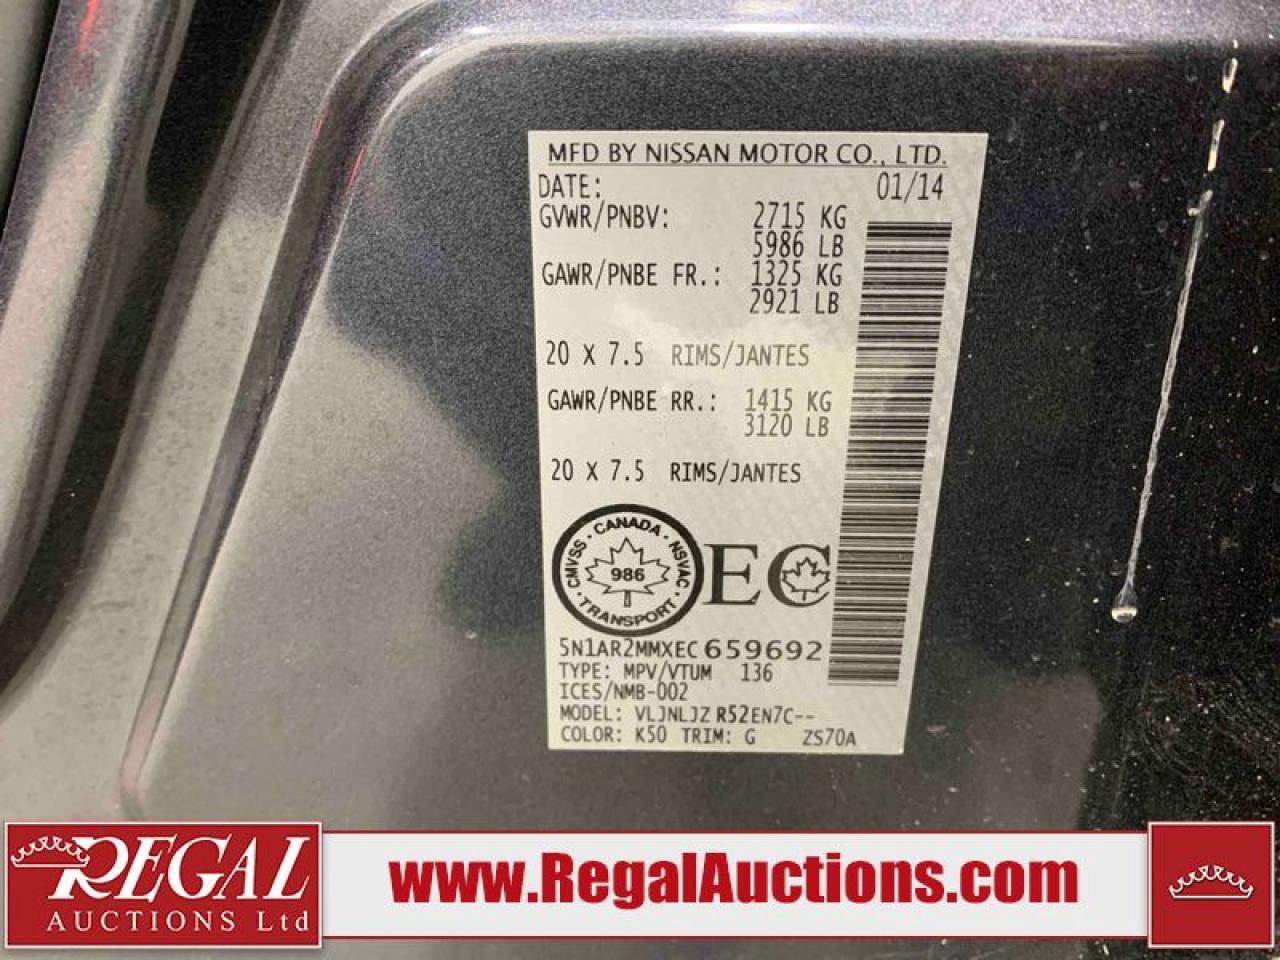 MFD BY NISSAN MOTOR CO., LTD.
DATE: 01/14
GVWR/PNBV: 2715 KG
5986 LB
GAWR/PNBE FR.: 1325 KG
2921 LB
20 X 7.5 RIMS/JANTES
GAWR/PNBE RR.: 1415 KG
3120 LB
20 X 7.5 RIMS/JANTES
CMVSS · CANADA · NSVAC · TRANSPORT ·
986
EC
5N1AR2MMXEC659692
TYPE: MPV/VTUM 136
ICES/NMB-002
MODEL: VLJNLJZ R52EN7C--
COLOR: K50 TRIM: G ZS70A
REGAL
AUCTIONS Ltd
www.RegalAuctions.com